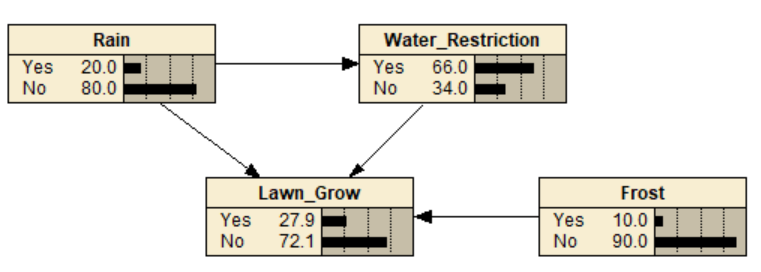 Rain
Yes 20.0
No 80.0
Water_Restriction
Yes 66.0
No 34.0
Lawn_Grow
Yes 27.9
No 72.1
Frost
Yes 10.0
No 90.0